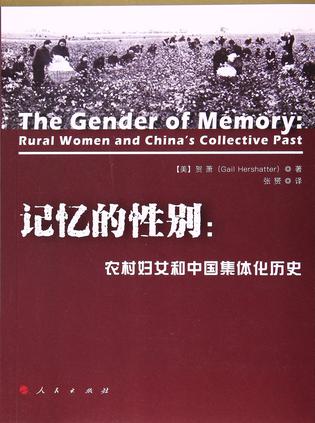 The Gender of Memory:
Rural Women and China's Collective Past
【美】贺 萧 (Gail Hershatter) 著
张 赟 译
记忆的性别:
农村妇女和中国集体化历史
人民出版社